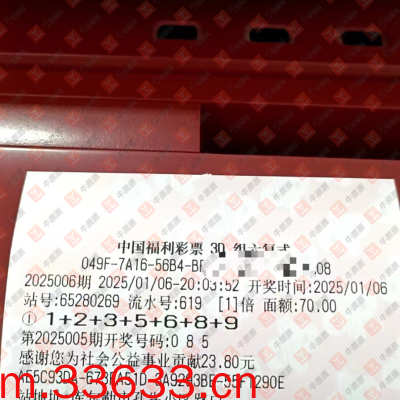 中国福利彩票 3D 组六复式
049F-7A16-56B4-BF 08
2025006期 2025/01/06-20:03:52 开奖时间:2025/01/06
站号:65280269 流水号:619 [1]倍 面额:70.00
① 1+2+3+5+6+8+9
第2025005期开奖号码:0 8 5
感谢您为社会公益事业贡献23.80元
m.33633.cn